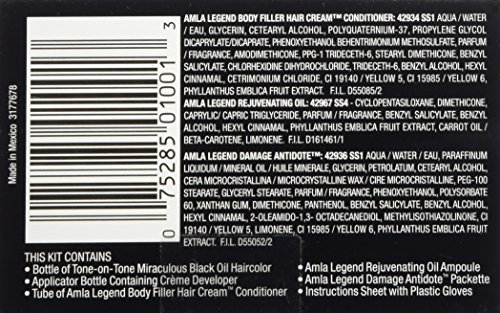 AMLA LEGEND BODY FILLER HAIR CREAM™ CONDITIONER: 42934 SS1 AQUA / WATER
/ EAU, GLYCERIN, CETEARYL ALCOHOL, POLYQUATERNIUM-37, PROPYLENE GLYCOL
DICAPRYLATE/DICAPRATE, PHENOXYETHANOL BEHENTRIMONIUM METHOSULFATE, PARFUM /
FRAGRANCE, AMODIMETHICONE, PPG-1 TRIDECETH-6, STEARETH-6, BENZYL ALCOHOL, BENZYL
SALICYLATE, CHLORHEXIDINE DIHYDROCHLORIDE, TRIDECETH-6, BENZYL ALCOHOL, HEXYL
CINNAMAL, CETRIMONIUM CHLORIDE, CI 19140 / YELLOW 5, CI 15985 / YELLOW 6,
PHYLLANTHUS EMBLICA FRUIT EXTRACT. F.I.L. D55085/2
AMLA LEGEND REJUVENATING OIL: 42967 SS4 - CYCLOPENTASILOXANE, DIMETHICONE,
CAPRYLIC/ CAPRIC TRIGLYCERIDE, PARFUM / FRAGRANCE, BENZYL SALICYLATE, BENZYL
ALCOHOL, HEXYL CINNAMAL, PHYLLANTHUS EMBLICA FRUIT EXTRACT, CARROT OIL /
BETA-CAROTENE, LIMONENE. F.I.L. D161461/1
AMLA LEGEND DAMAGE ANTIDOTE™: 42936 SS1 AQUA / WATER / EAU, PARAFFINUM
LIQUIDUM / MINERAL OIL / HUILE MINERALE, GLYCERIN, PETROLATUM, CETEARYL ALCOHOL,
CERA MICROCRISTALLINA / MICROCRYSTALLINE WAX / CIRE MICROCRISTALLINE, PEG-100
STEARATE, GLYCERYL STEARATE, PARFUM / FRAGRANCE, PHENOXYETHANOL, POLYSORBATE
60, XANTHAN GUM, DIMETHICONE, PANTHENOL, BENZYL SALICYLATE, BENZYL ALCOHOL,
HEXYL CINNAMAL, 2-OLEAMIDO-1,3- OCTADECANEDIOL, METHYLISOTHIAZOLINONE, CI
19140 / YELLOW 5, LIMONENE, CI 15985 / YELLOW 6, PHYLLANTHUS EMBLICA FRUIT
EXTRACT. F.I.L. D55052/2
Made in Mexico 3177678
0 75285 01001 3
THIS KIT CONTAINS
• Bottle of Tone-on-Tone Miraculous Black Oil Haircolor
• Applicator Bottle Containing Crème Developer
• Tube of Amla Legend Body Filler Hair Cream™ Conditioner
• Amla Legend Rejuvenating Oil Ampoule
• Amla Legend Damage Antidote™ Packette
• Instructions Sheet with Plastic Gloves